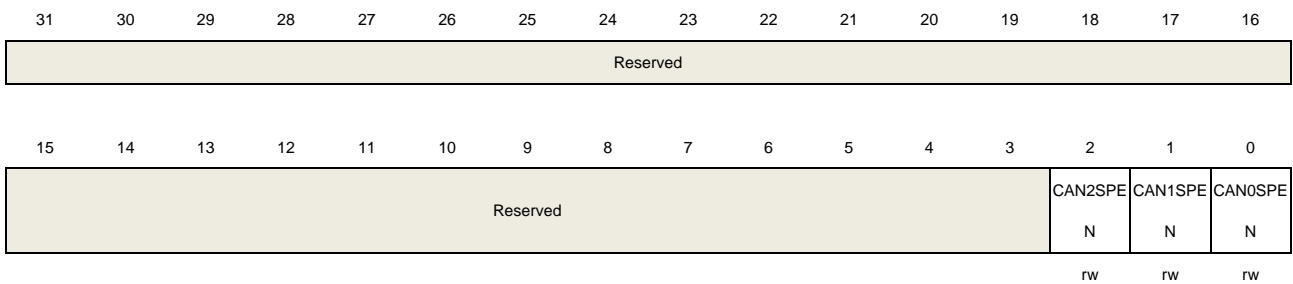 31 30 29 28 27 26 25 24 23 22 21 20 19 18 17 16
Reserved
15 14 13 12 11 10 9 8 7 6 5 4 3 2 1 0
Reserved
CAN2SPE CAN1SPE CAN0SPE
N N N
rw rw rw